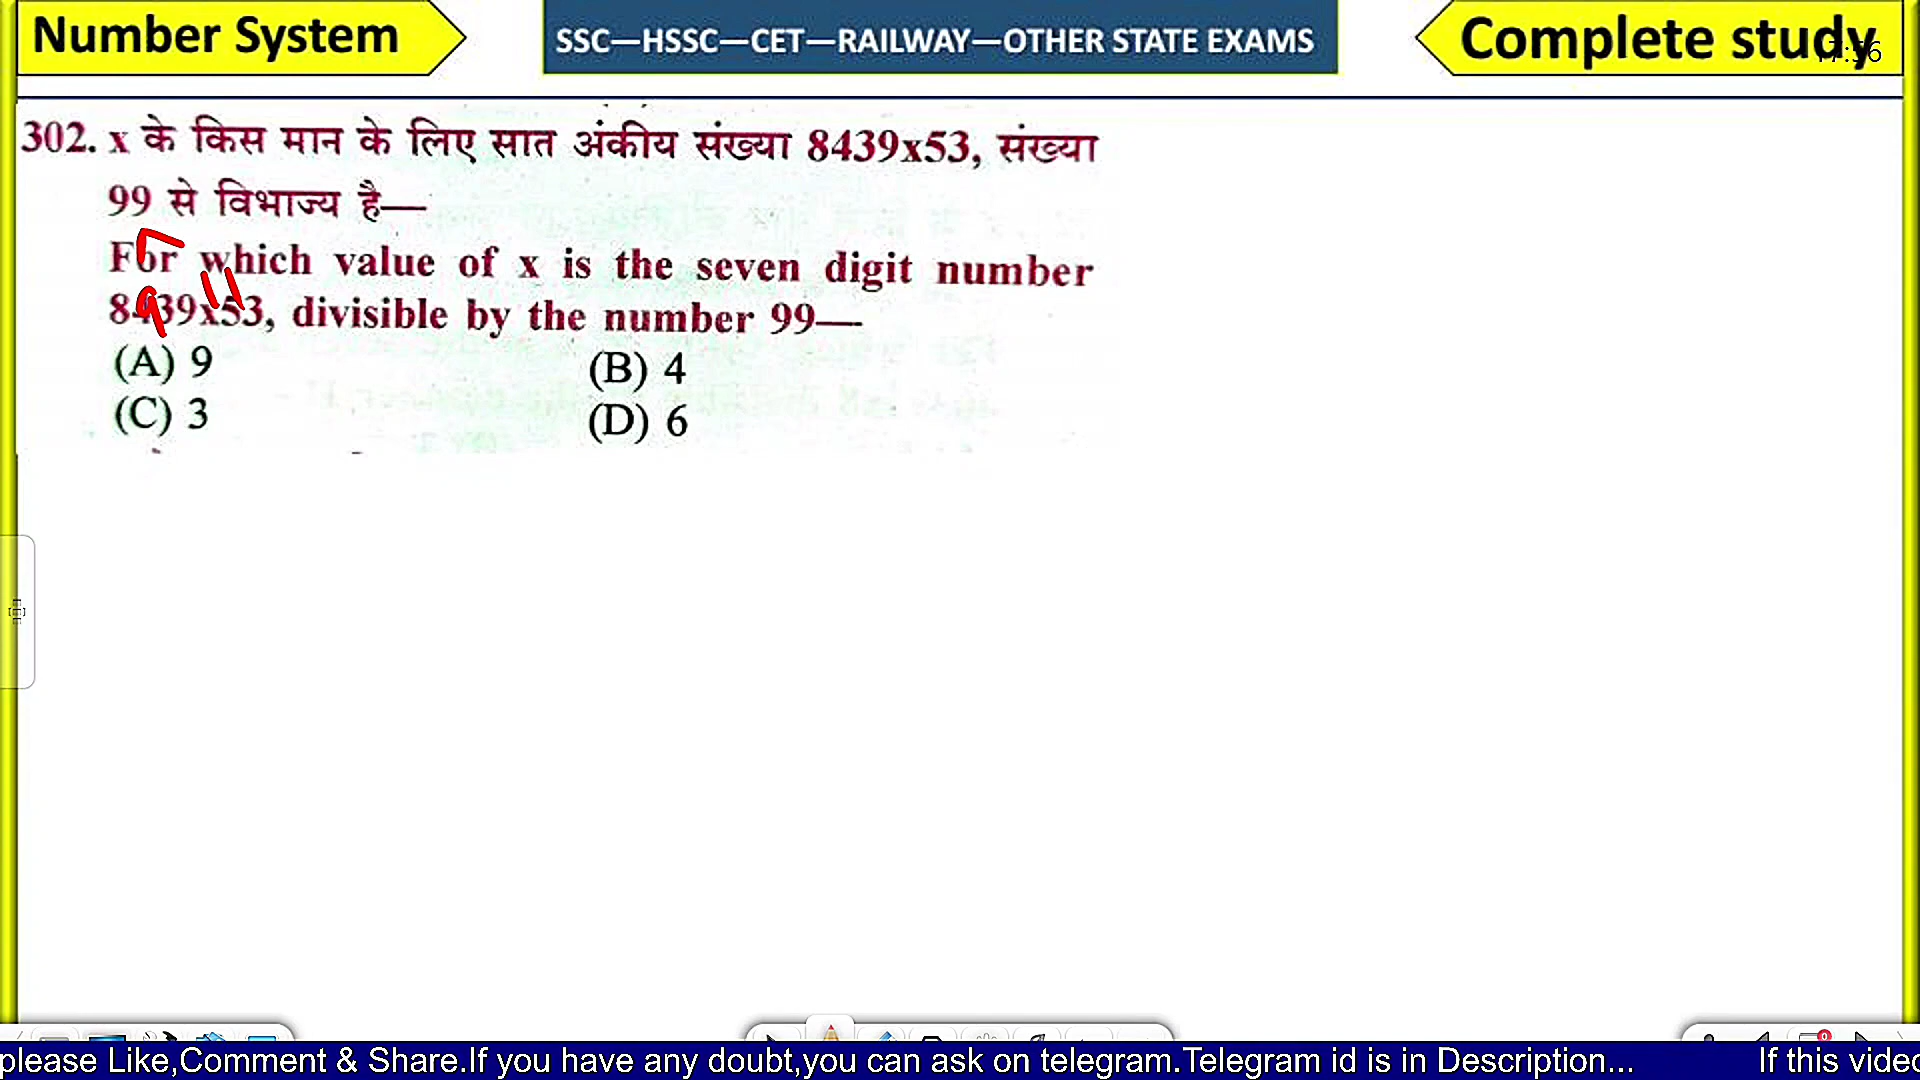 Number System
SSC—HSSC—CET—RAILWAY—OTHER STATE EXAMS
Complete study
302. x के किस मान के लिए सात अंकीय संख्या 8439x53, संख्या
99 से विभाज्य है—
For which value of x is the seven digit number
9 11
8439x53, divisible by the number 99—
(A) 9 (B) 4
(C) 3 (D) 6
please Like,Comment & Share.If you have any doubt,you can ask on telegram.Telegram id is in Description... If this video